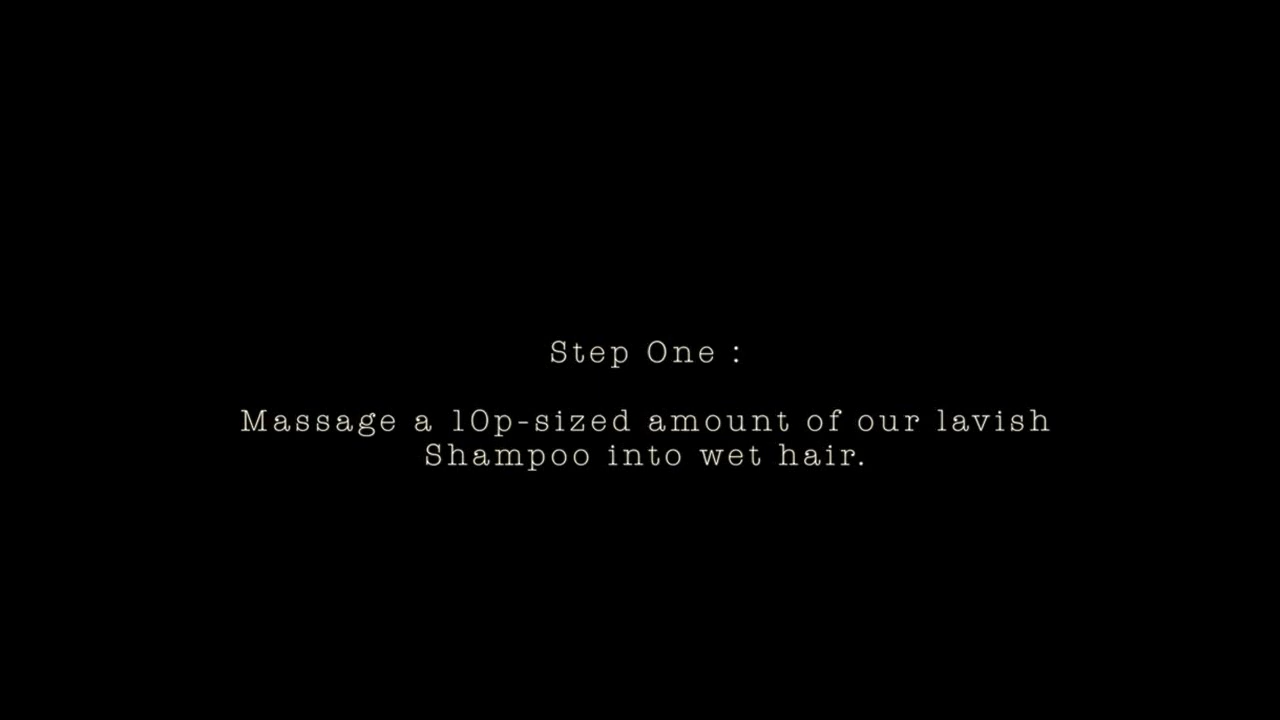 Step One :
Massage a 10p-sized amount of our lavish
Shampoo into wet hair.